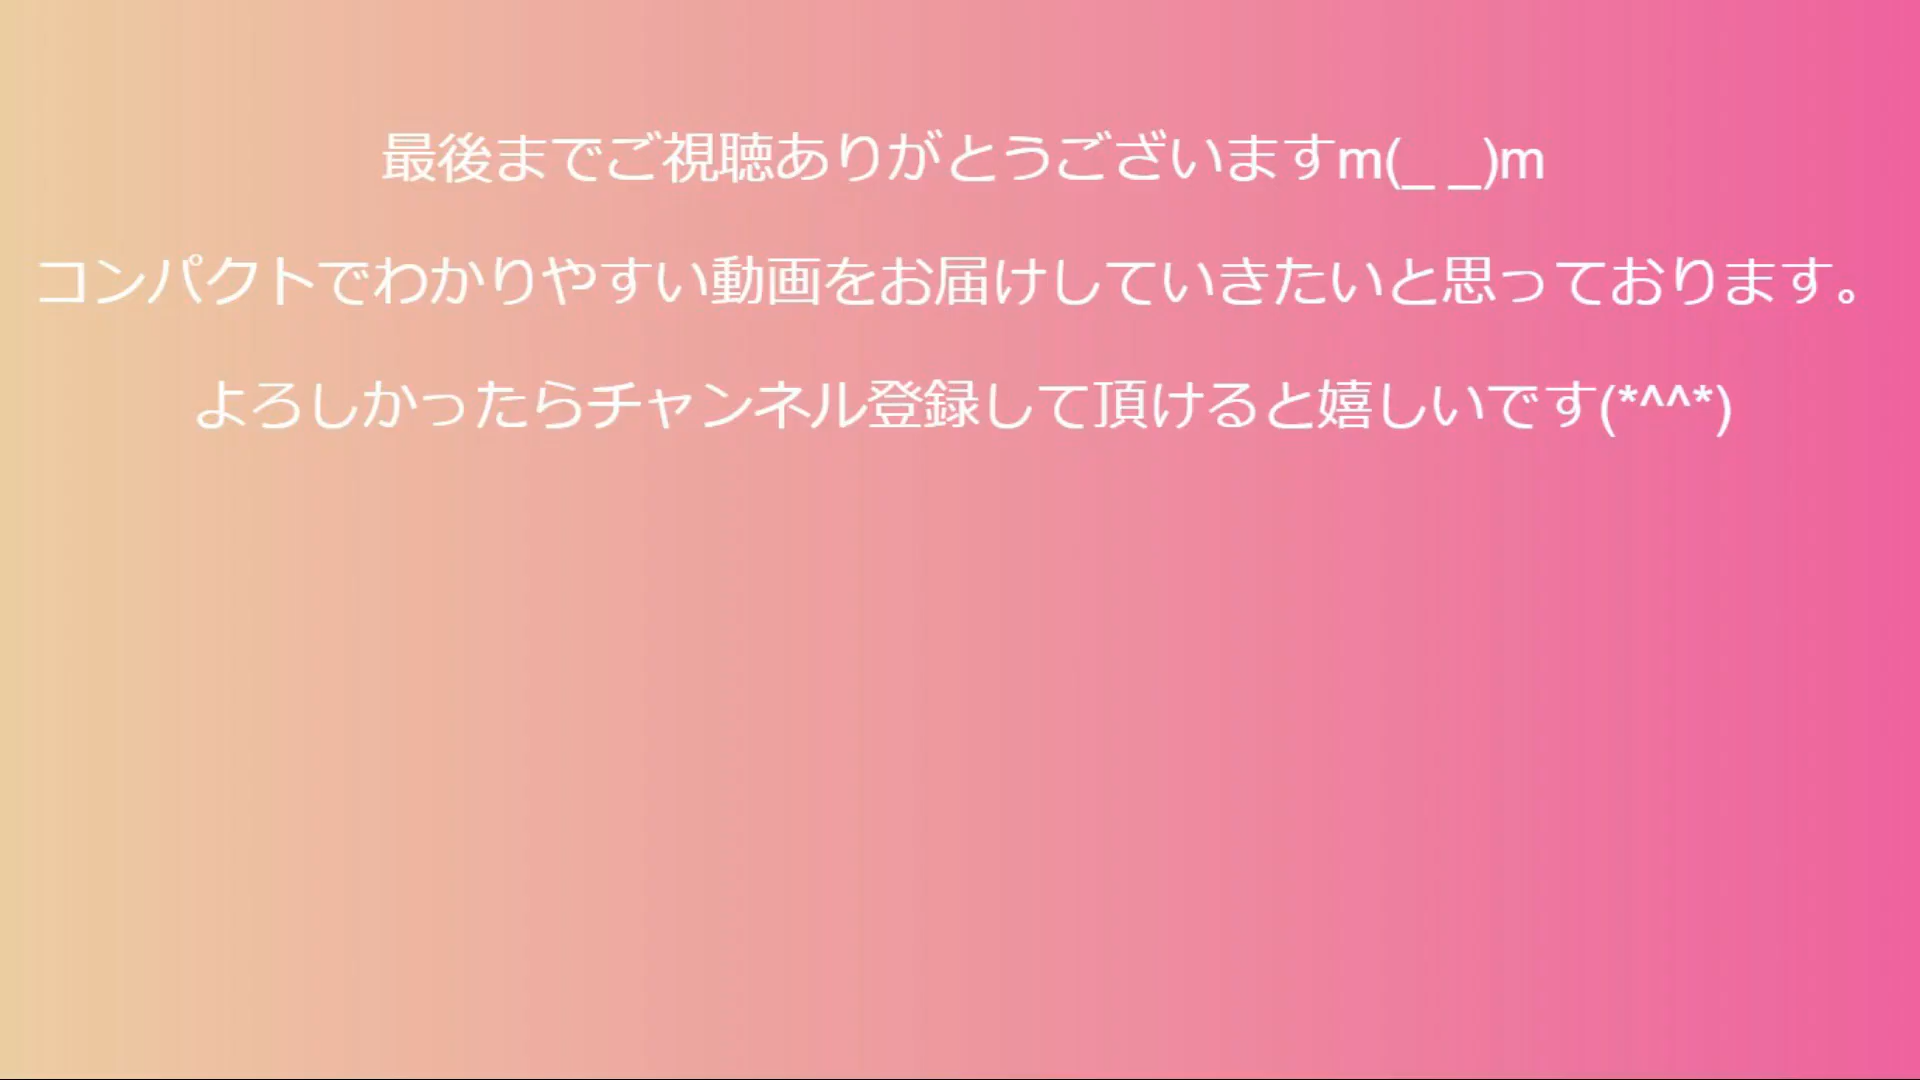 最後までご視聴ありがとうございますm(_ _)m
コンパクトでわかりやすい動画をお届けしていきたいと思っております。
よろしかったらチャンネル登録して頂けると嬉しいです(*^^*)